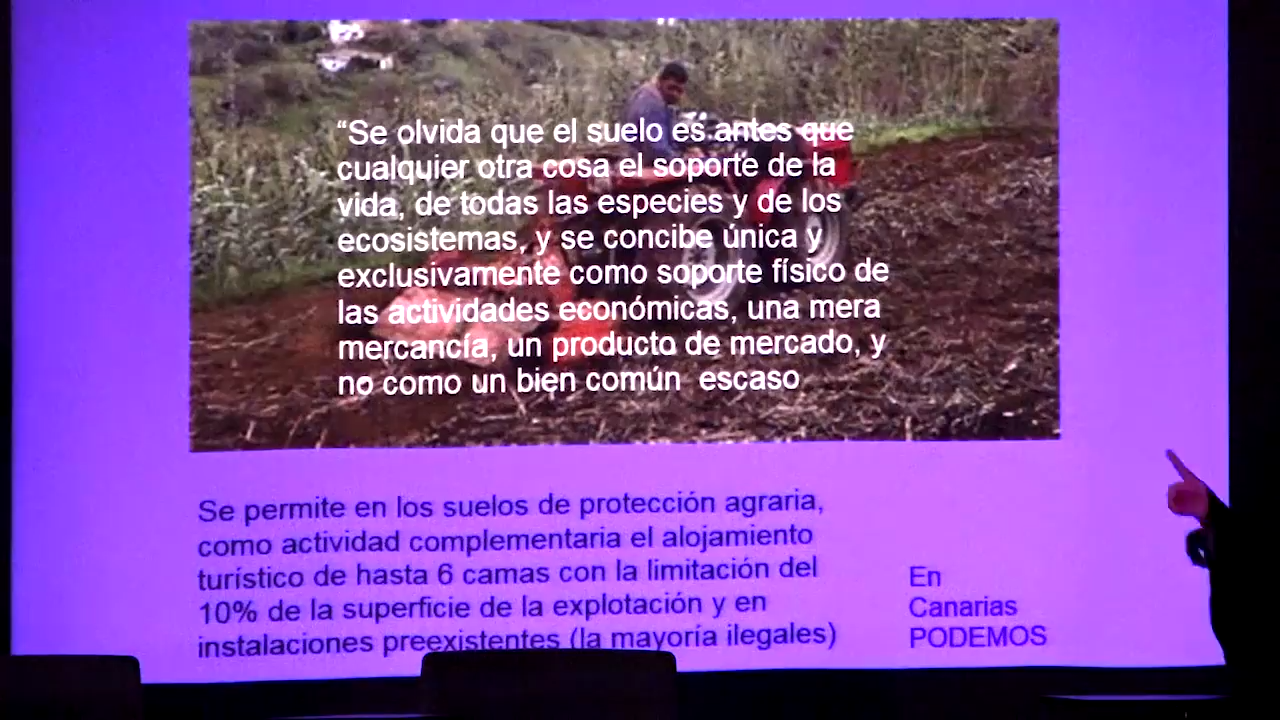 “Se olvida que el suelo es antes que
cualquier otra cosa el soporte de la
vida, de todas las especies y de los
ecosistemas, y se concibe única y
exclusivamente como soporte físico de
las actividades económicas, una mera
mercancía, un producto de mercado, y
no como un bien común escaso
Se permite en los suelos de protección agraria,
como actividad complementaria el alojamiento
turístico de hasta 6 camas con la limitación del
10% de la superficie de la explotación y en
instalaciones preexistentes (la mayoría ilegales)
En
Canarias
PODEMOS